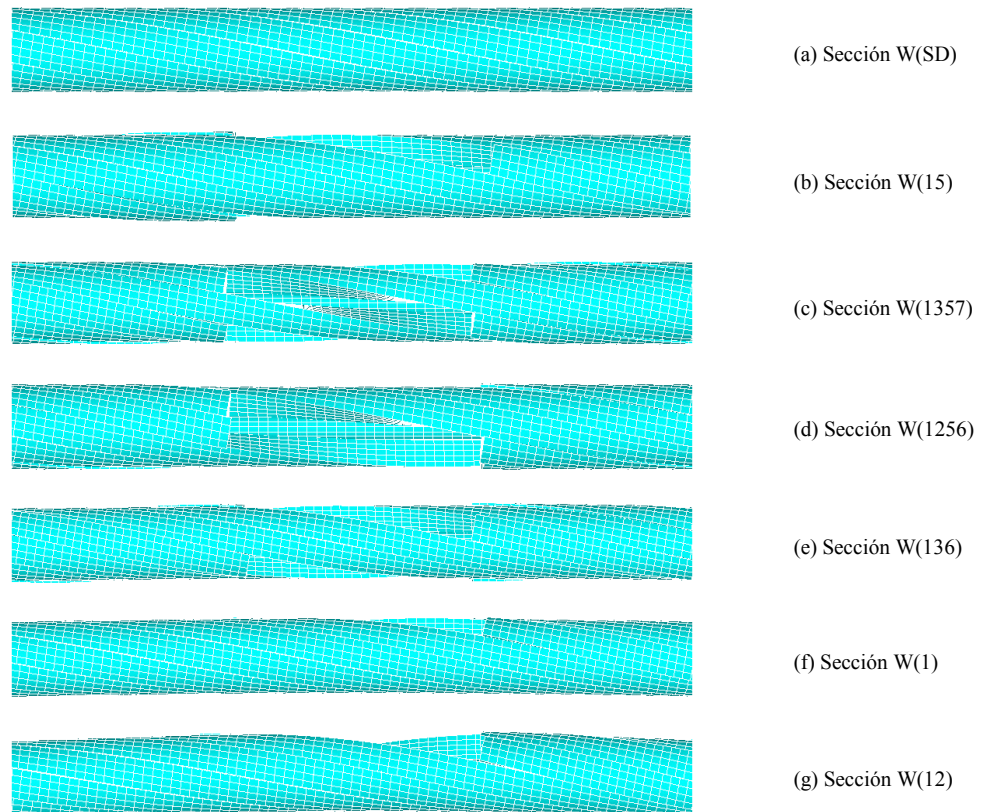 (a) Sección W(SD)
(b) Sección W(15)
(c) Sección W(1357)
(d) Sección W(1256)
(e) Sección W(136)
(f) Sección W(1)
(g) Sección W(12)